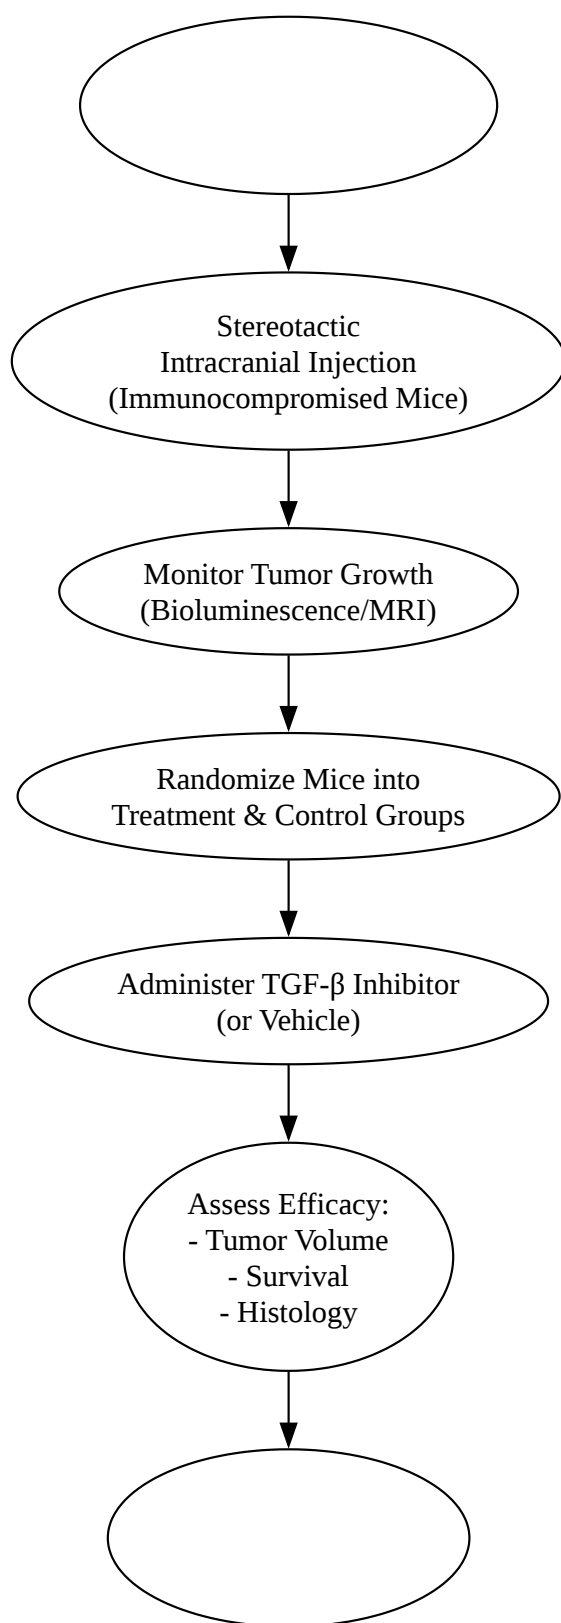 Stereotactic
Intracranial Injection
(Immunocompromised Mice)
Monitor Tumor Growth
(Bioluminescence/MRI)
Randomize Mice into
Treatment & Control Groups
Administer TGF-β Inhibitor
(or Vehicle)
Assess Efficacy:
- Tumor Volume
- Survival
- Histology